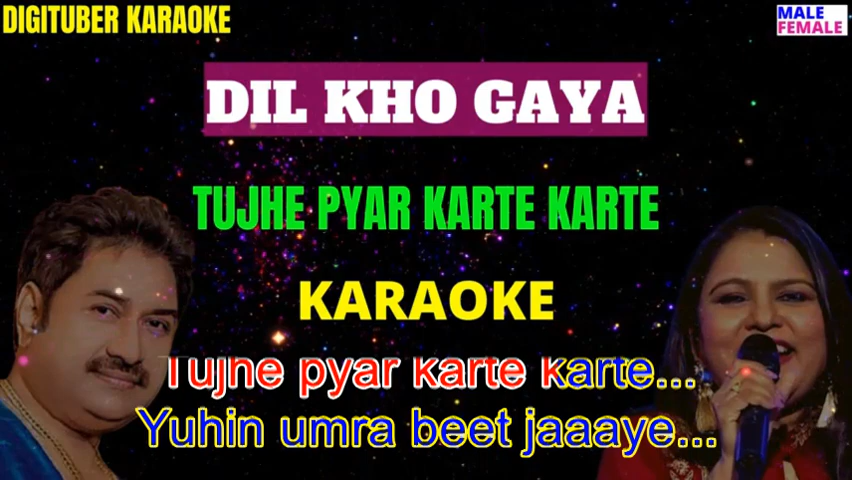 DIGITUBER KARAOKE
MALE
FEMALE
DIL KHO GAYA
TUJHE PYAR KARTE KARTE
KARAOKE
Tujhe pyar karte karte...
Yuhin umra beet jaaaye...